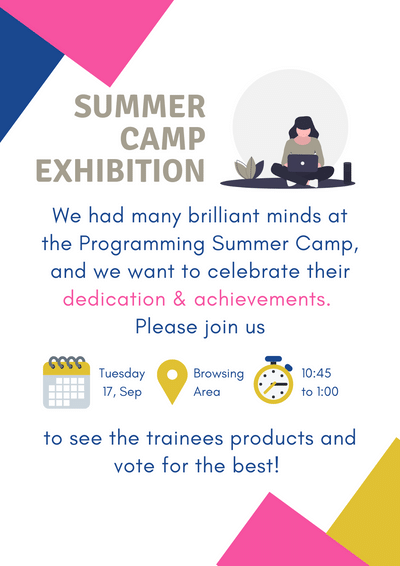 SUMMER
CAMP
EXHIBITION
We had many brilliant minds at
the Programming Summer Camp,
and we want to celebrate their
dedication & achievements.
Please join us
Tuesday
17, Sep
Browsing
Area
10:45
to 1:00
to see the trainees products and
vote for the best!